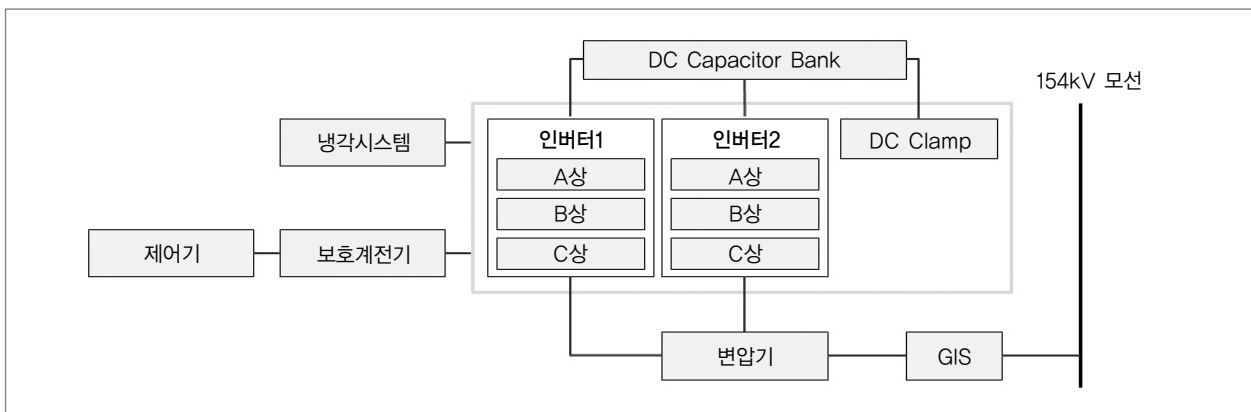 DC Capacitor Bank
154kV 모선
냉각시스템
인버터1
A상
B상
C상
인버터2
A상
B상
C상
DC Clamp
제어기
보호계전기
변압기
GIS